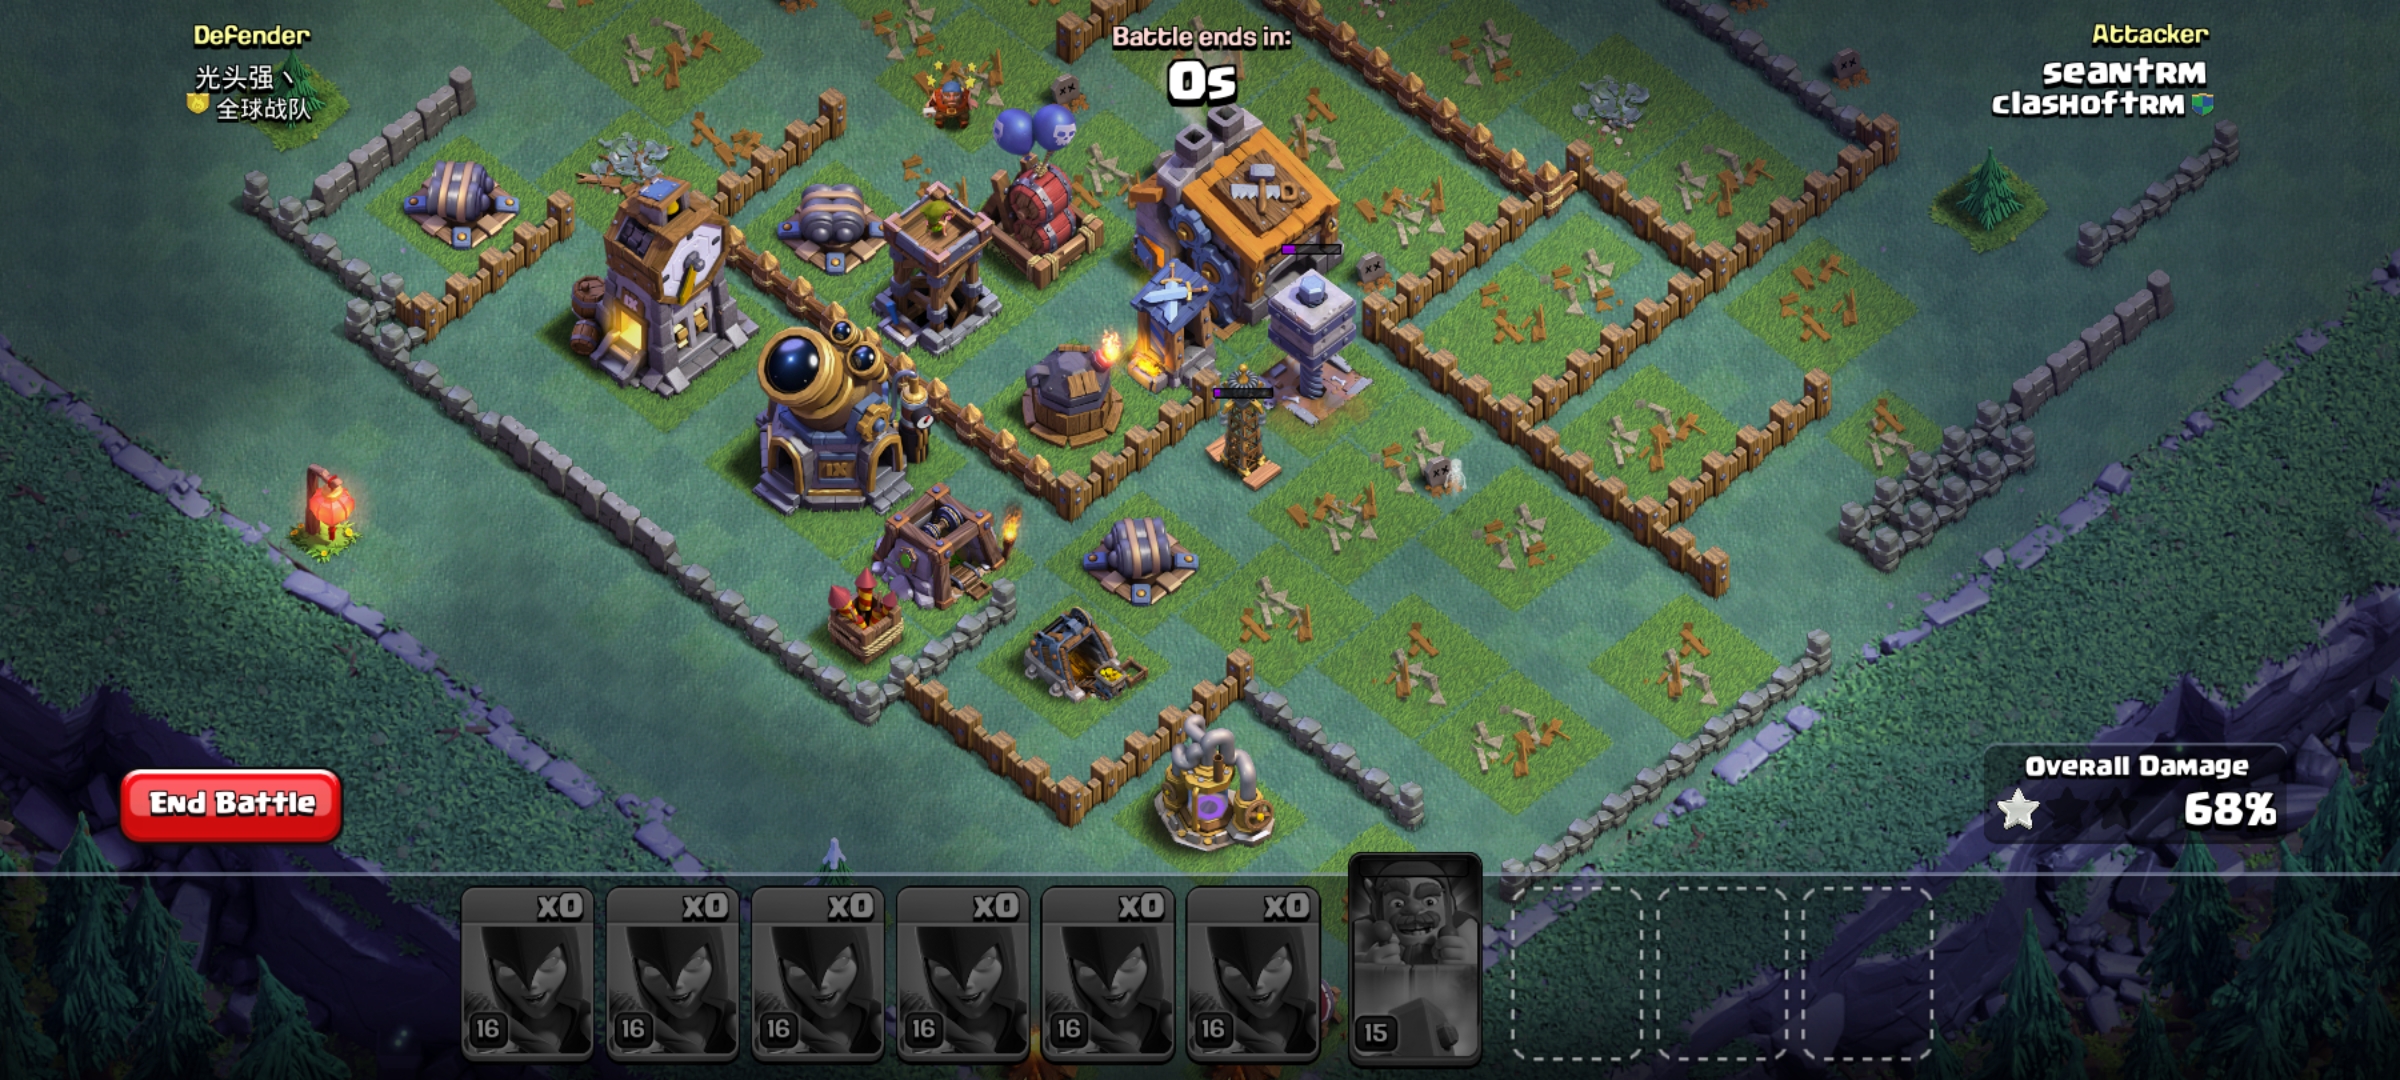 Defender
光头强丶
全球战队
Battle ends in:
0s
Attacker
seantRM
clashoftRM
End Battle
Overall Damage
68%
x0
x0
x0
x0
x0
x0
16
16
16
16
16
16
15